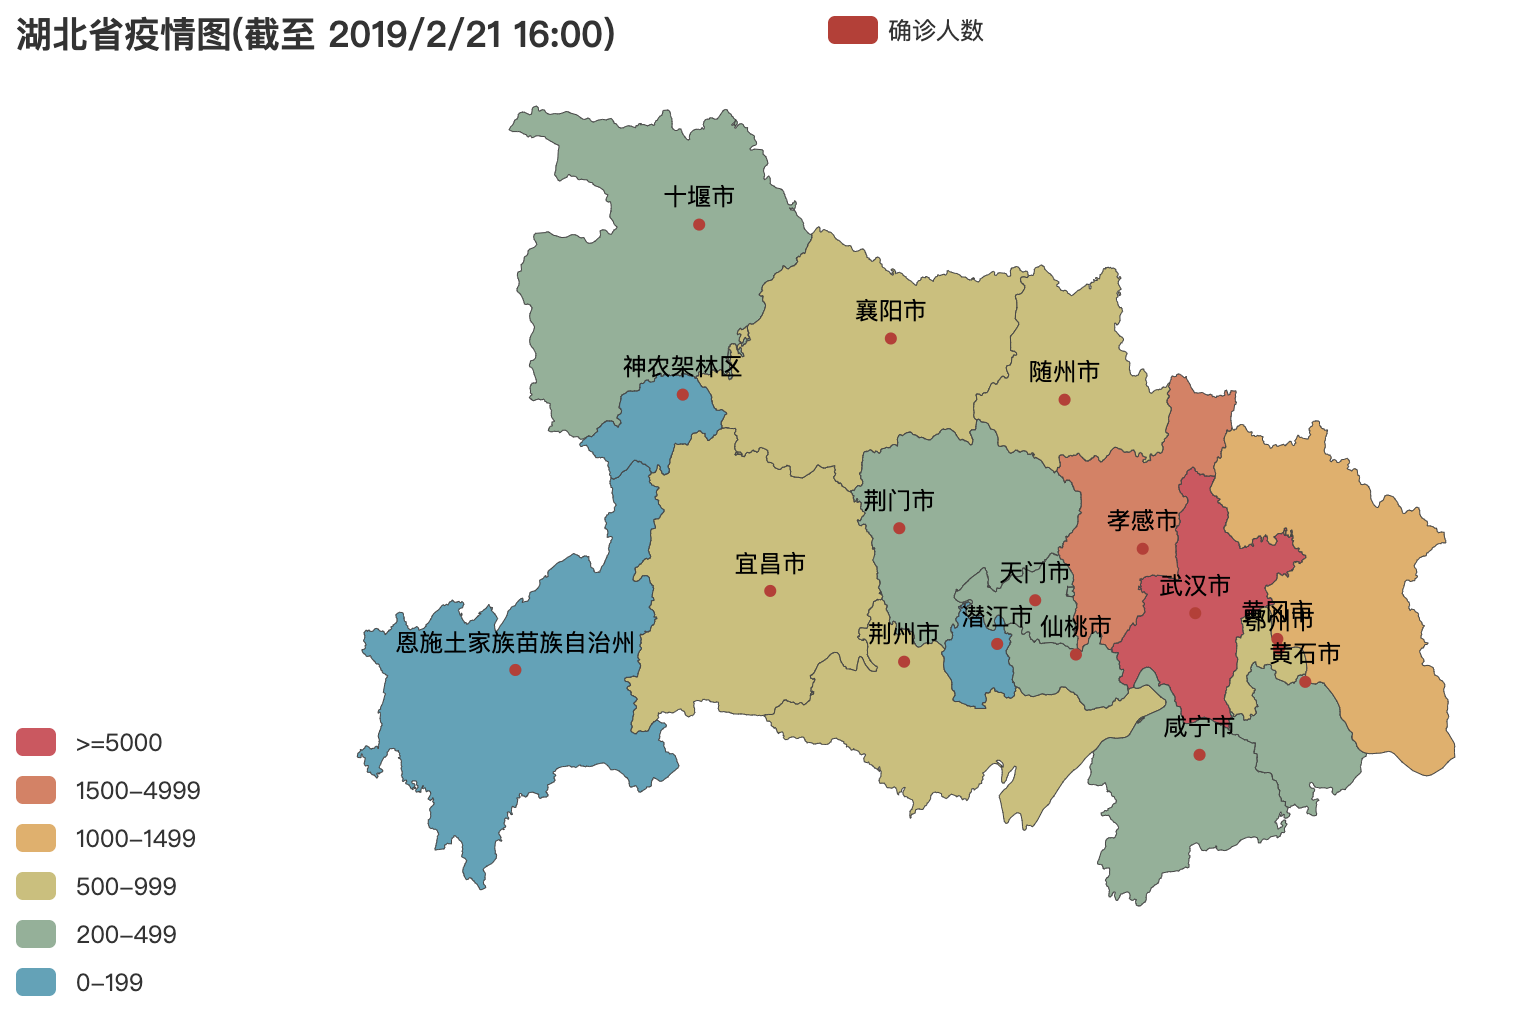 湖北省疫情图(截至 2019/2/21 16:00)
确诊人数
十堰市
襄阳市
神农架林区
随州市
荆门市
孝感市
宜昌市
天门市
武汉市
黄冈市
鄂州市
潜江市
仙桃市
荆州市
恩施土家族苗族自治州
黄石市
咸宁市
>=5000
1500-4999
1000-1499
500-999
200-499
0-199